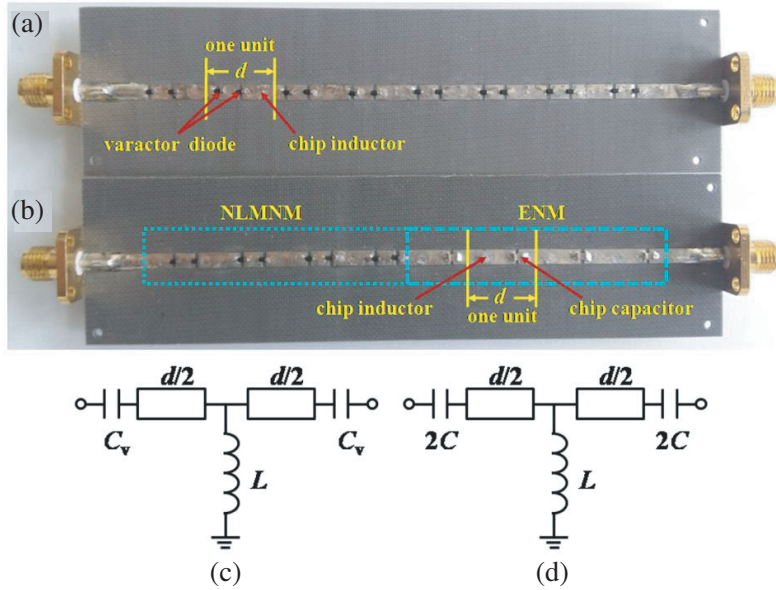 (a)
one unit
d
varactor diode
chip inductor
(b)
NLMNM
ENM
chip inductor
d
chip capacitor
one unit
d/2
d/2
d/2
d/2
Cv
Cv
2C
2C
L
L
(c)
(d)